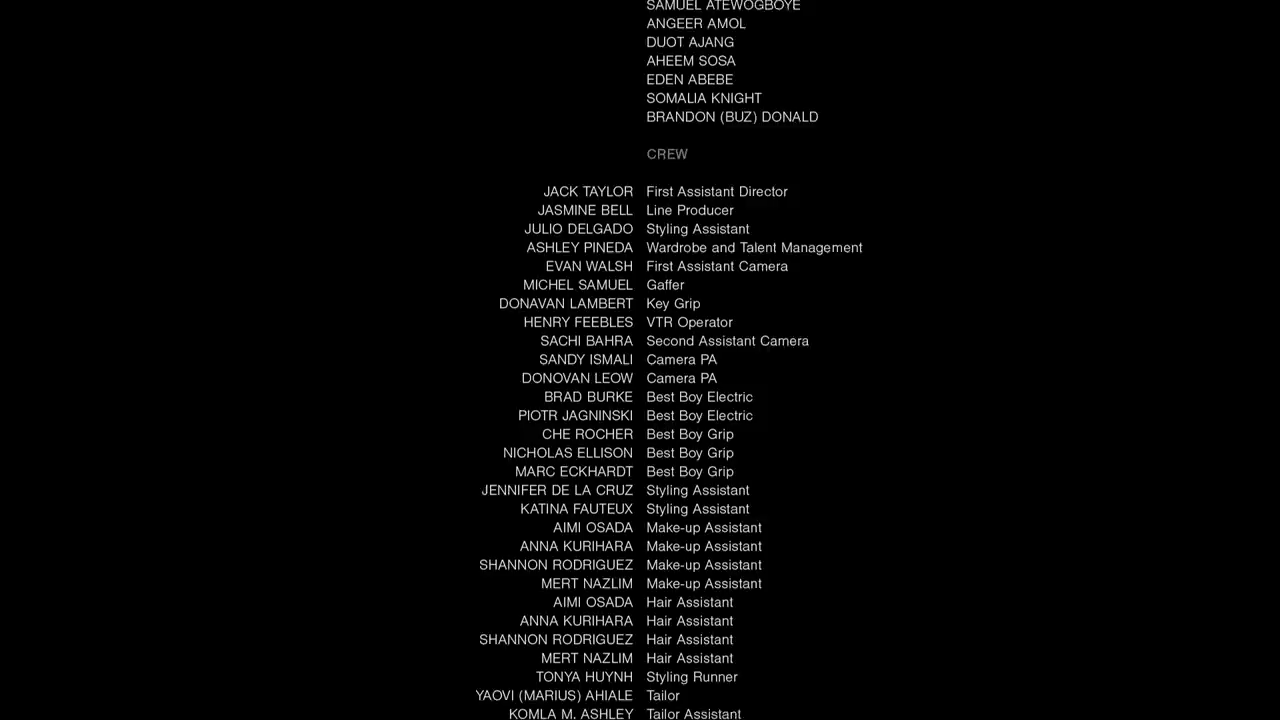 SAMUEL ATEWOGBOYE
ANGEER AMOL
DUOT AJANG
AHEEM SOSA
EDEN ABEBE
SOMALIA KNIGHT
BRANDON (BUZ) DONALD
CREW
JACK TAYLOR First Assistant Director
JASMINE BELL Line Producer
JULIO DELGADO Styling Assistant
ASHLEY PINEDA Wardrobe and Talent Management
EVAN WALSH First Assistant Camera
MICHEL SAMUEL Gaffer
DONAVAN LAMBERT Key Grip
HENRY FEEBLES VTR Operator
SACHI BAHRA Second Assistant Camera
SANDY ISMALI Camera PA
DONOVAN LEOW Camera PA
BRAD BURKE Best Boy Electric
PIOTR JAGNINSKI Best Boy Electric
CHE ROCHER Best Boy Grip
NICHOLAS ELLISON Best Boy Grip
MARC ECKHARDT Best Boy Grip
JENNIFER DE LA CRUZ Styling Assistant
KATINA FAUTEUX Styling Assistant
AIMI OSADA Make-up Assistant
ANNA KURIHARA Make-up Assistant
SHANNON RODRIGUEZ Make-up Assistant
MERT NAZLIM Make-up Assistant
AIMI OSADA Hair Assistant
ANNA KURIHARA Hair Assistant
SHANNON RODRIGUEZ Hair Assistant
MERT NAZLIM Hair Assistant
TONYA HUYNH Styling Runner
YAOVI (MARIUS) AHIALE Tailor
KOMLA M. ASHLEY Tailor Assistant